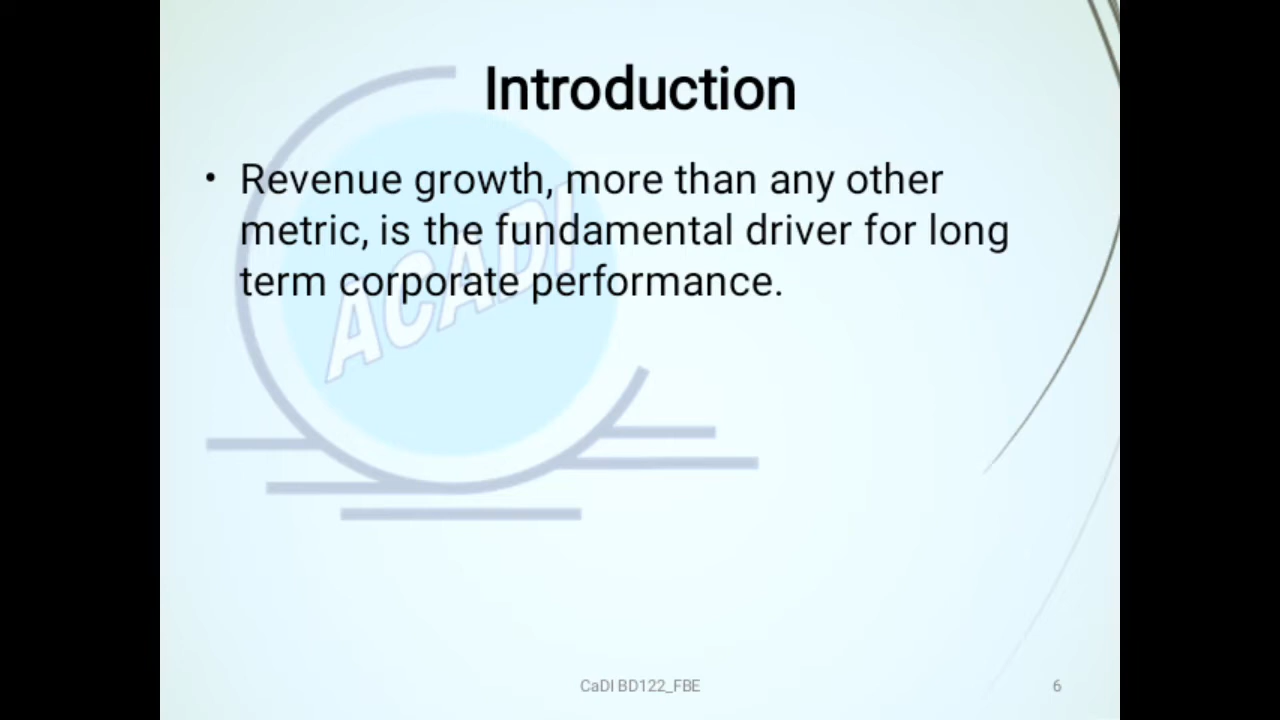 Introduction
• Revenue growth, more than any other
metric, is the fundamental driver for long
term corporate performance.
ACADI
CaDI BD122_FBE
6